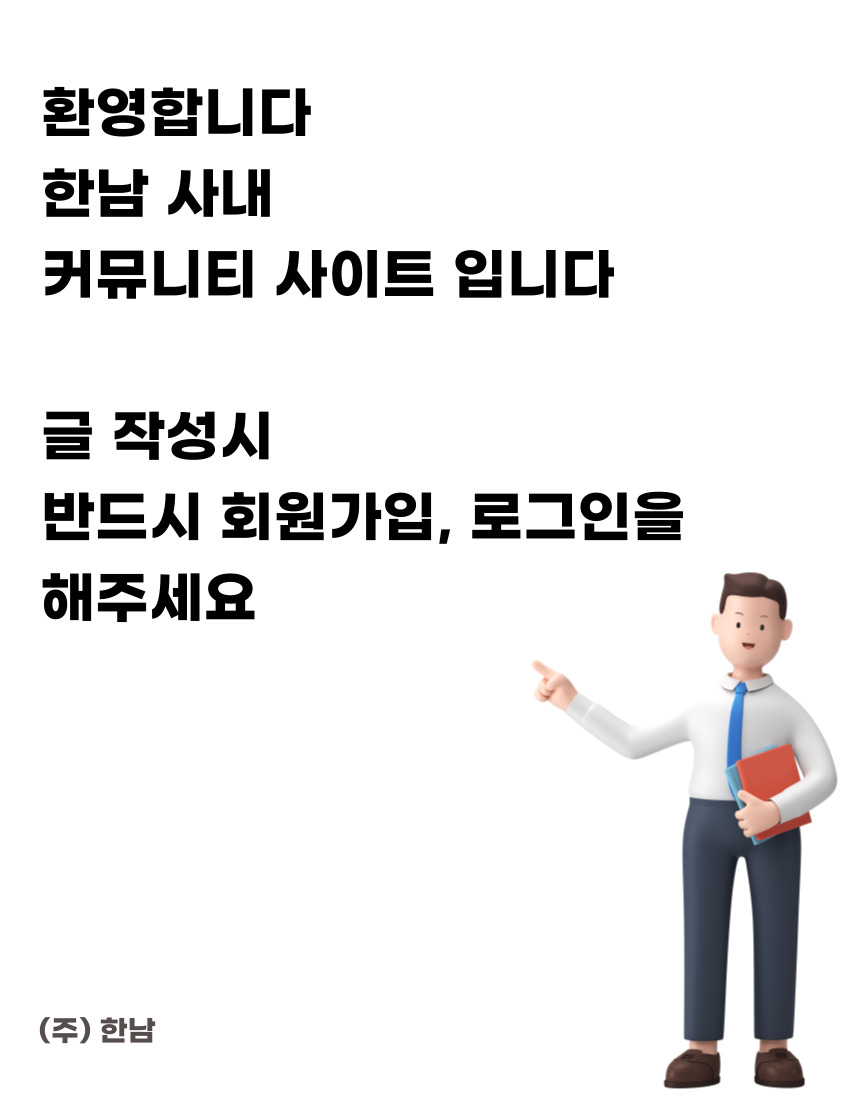 환영합니다
한남 사내
커뮤니티 사이트 입니다
글 작성시
반드시 회원가입, 로그인을
해주세요
(주) 한남